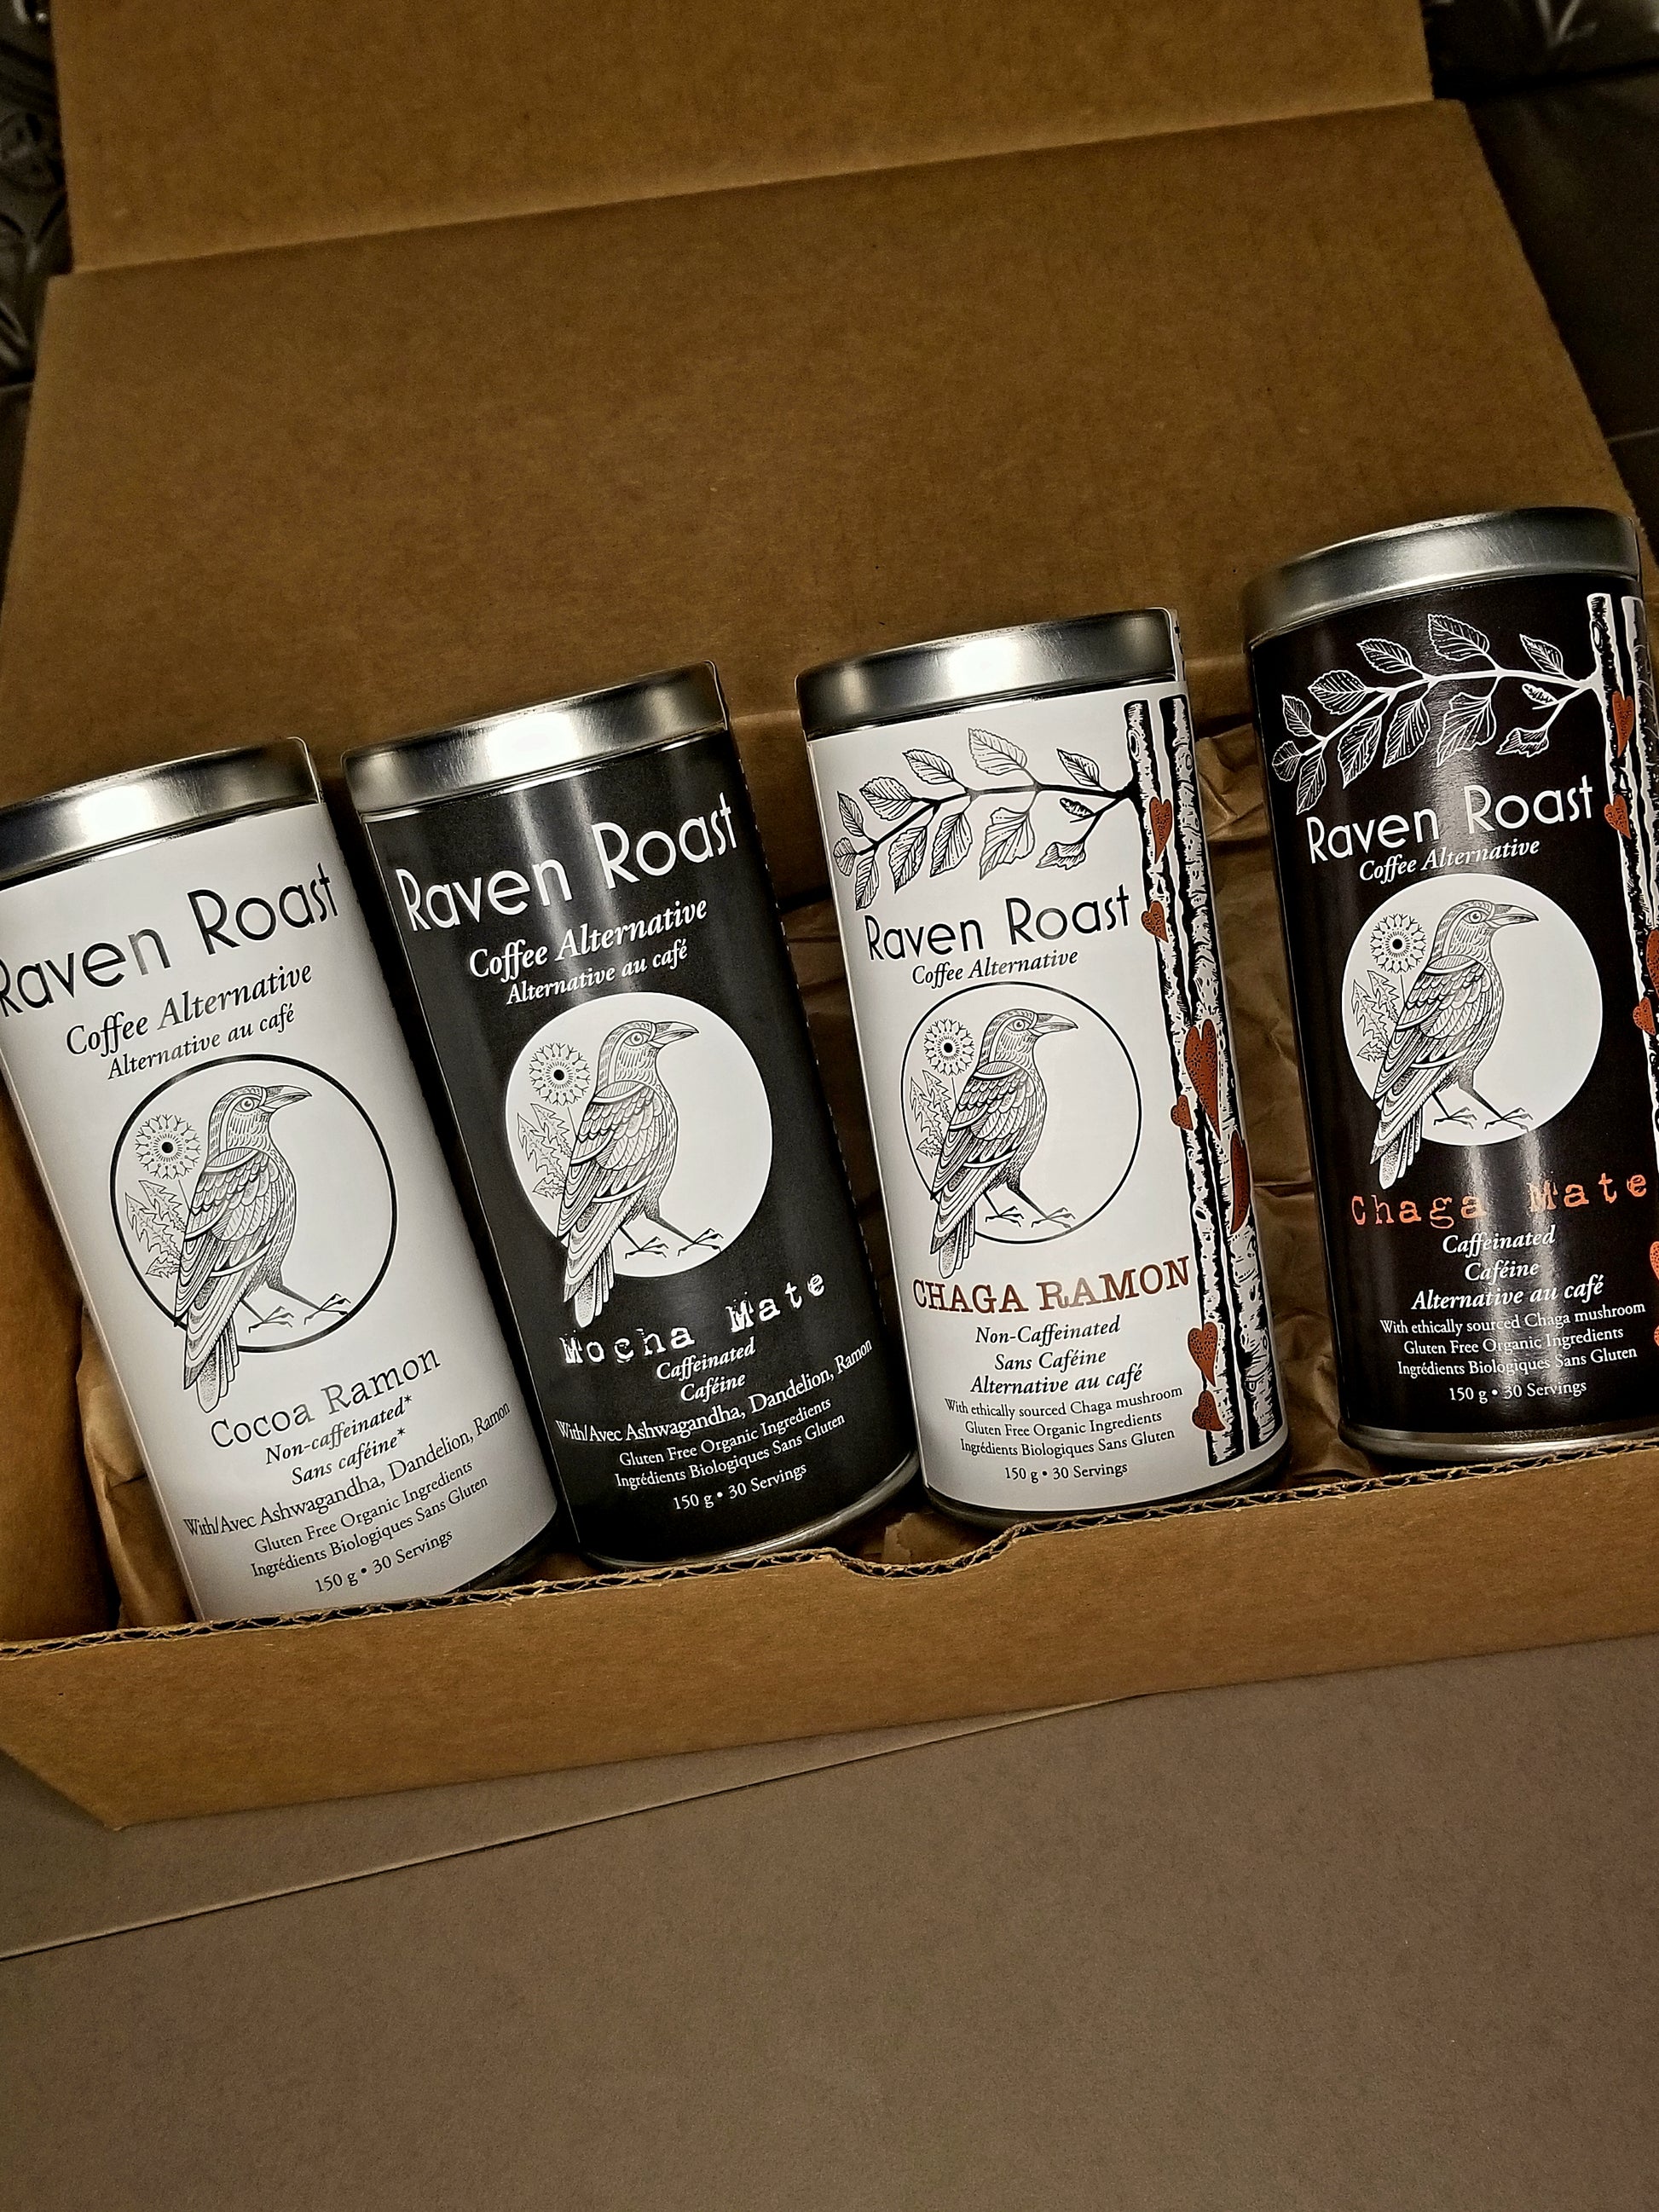 Raven Roast
Coffee Alternative
Alternative au café
Cocoa Ramon
Non-caffeinated*
Sans caféine*
With/Avec Ashwagandha, Dandelion, Ramon
Gluten Free Organic Ingredients
Ingrédients Biologiques Sans Gluten
150 g • 30 Servings
Raven Roast
Coffee Alternative
Alternative au café
Mocha Mate
Caffeinated
Caféine
With/Avec Ashwagandha, Dandelion, Ramon
Gluten Free Organic Ingredients
Ingrédients Biologiques Sans Gluten
150 g • 30 Servings
Raven Roast
Coffee Alternative
CHAGA RAMON
Non-Caffeinated
Sans Caféine
Alternative au café
With ethically sourced Chaga mushroom
Gluten Free Organic Ingredients
Ingrédients Biologiques Sans Gluten
150 g • 30 Servings
Raven Roast
Coffee Alternative
Chaga Mate
Caffeinated
Caféine
Alternative au café
With ethically sourced Chaga mushroom
Gluten Free Organic Ingredients
Ingrédients Biologiques Sans Gluten
150 g • 30 Servings